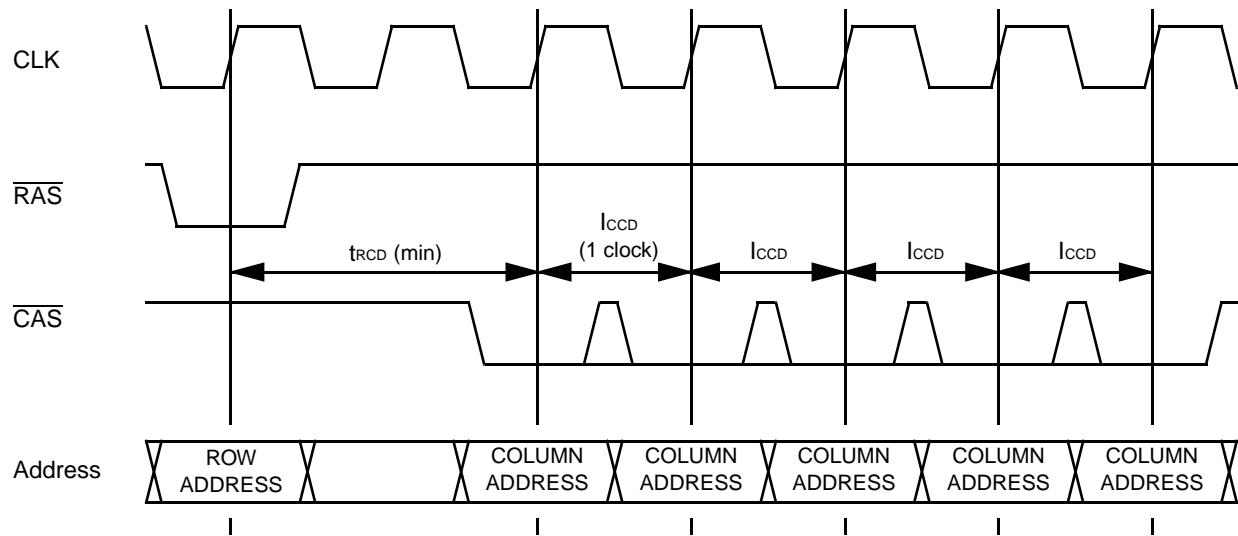 CLK
RAS
tRCD (min)
ICCD
(1 clock)
ICCD
ICCD
ICCD
CAS
Address
ROW
ADDRESS
COLUMN
ADDRESS
COLUMN
ADDRESS
COLUMN
ADDRESS
COLUMN
ADDRESS
COLUMN
ADDRESS